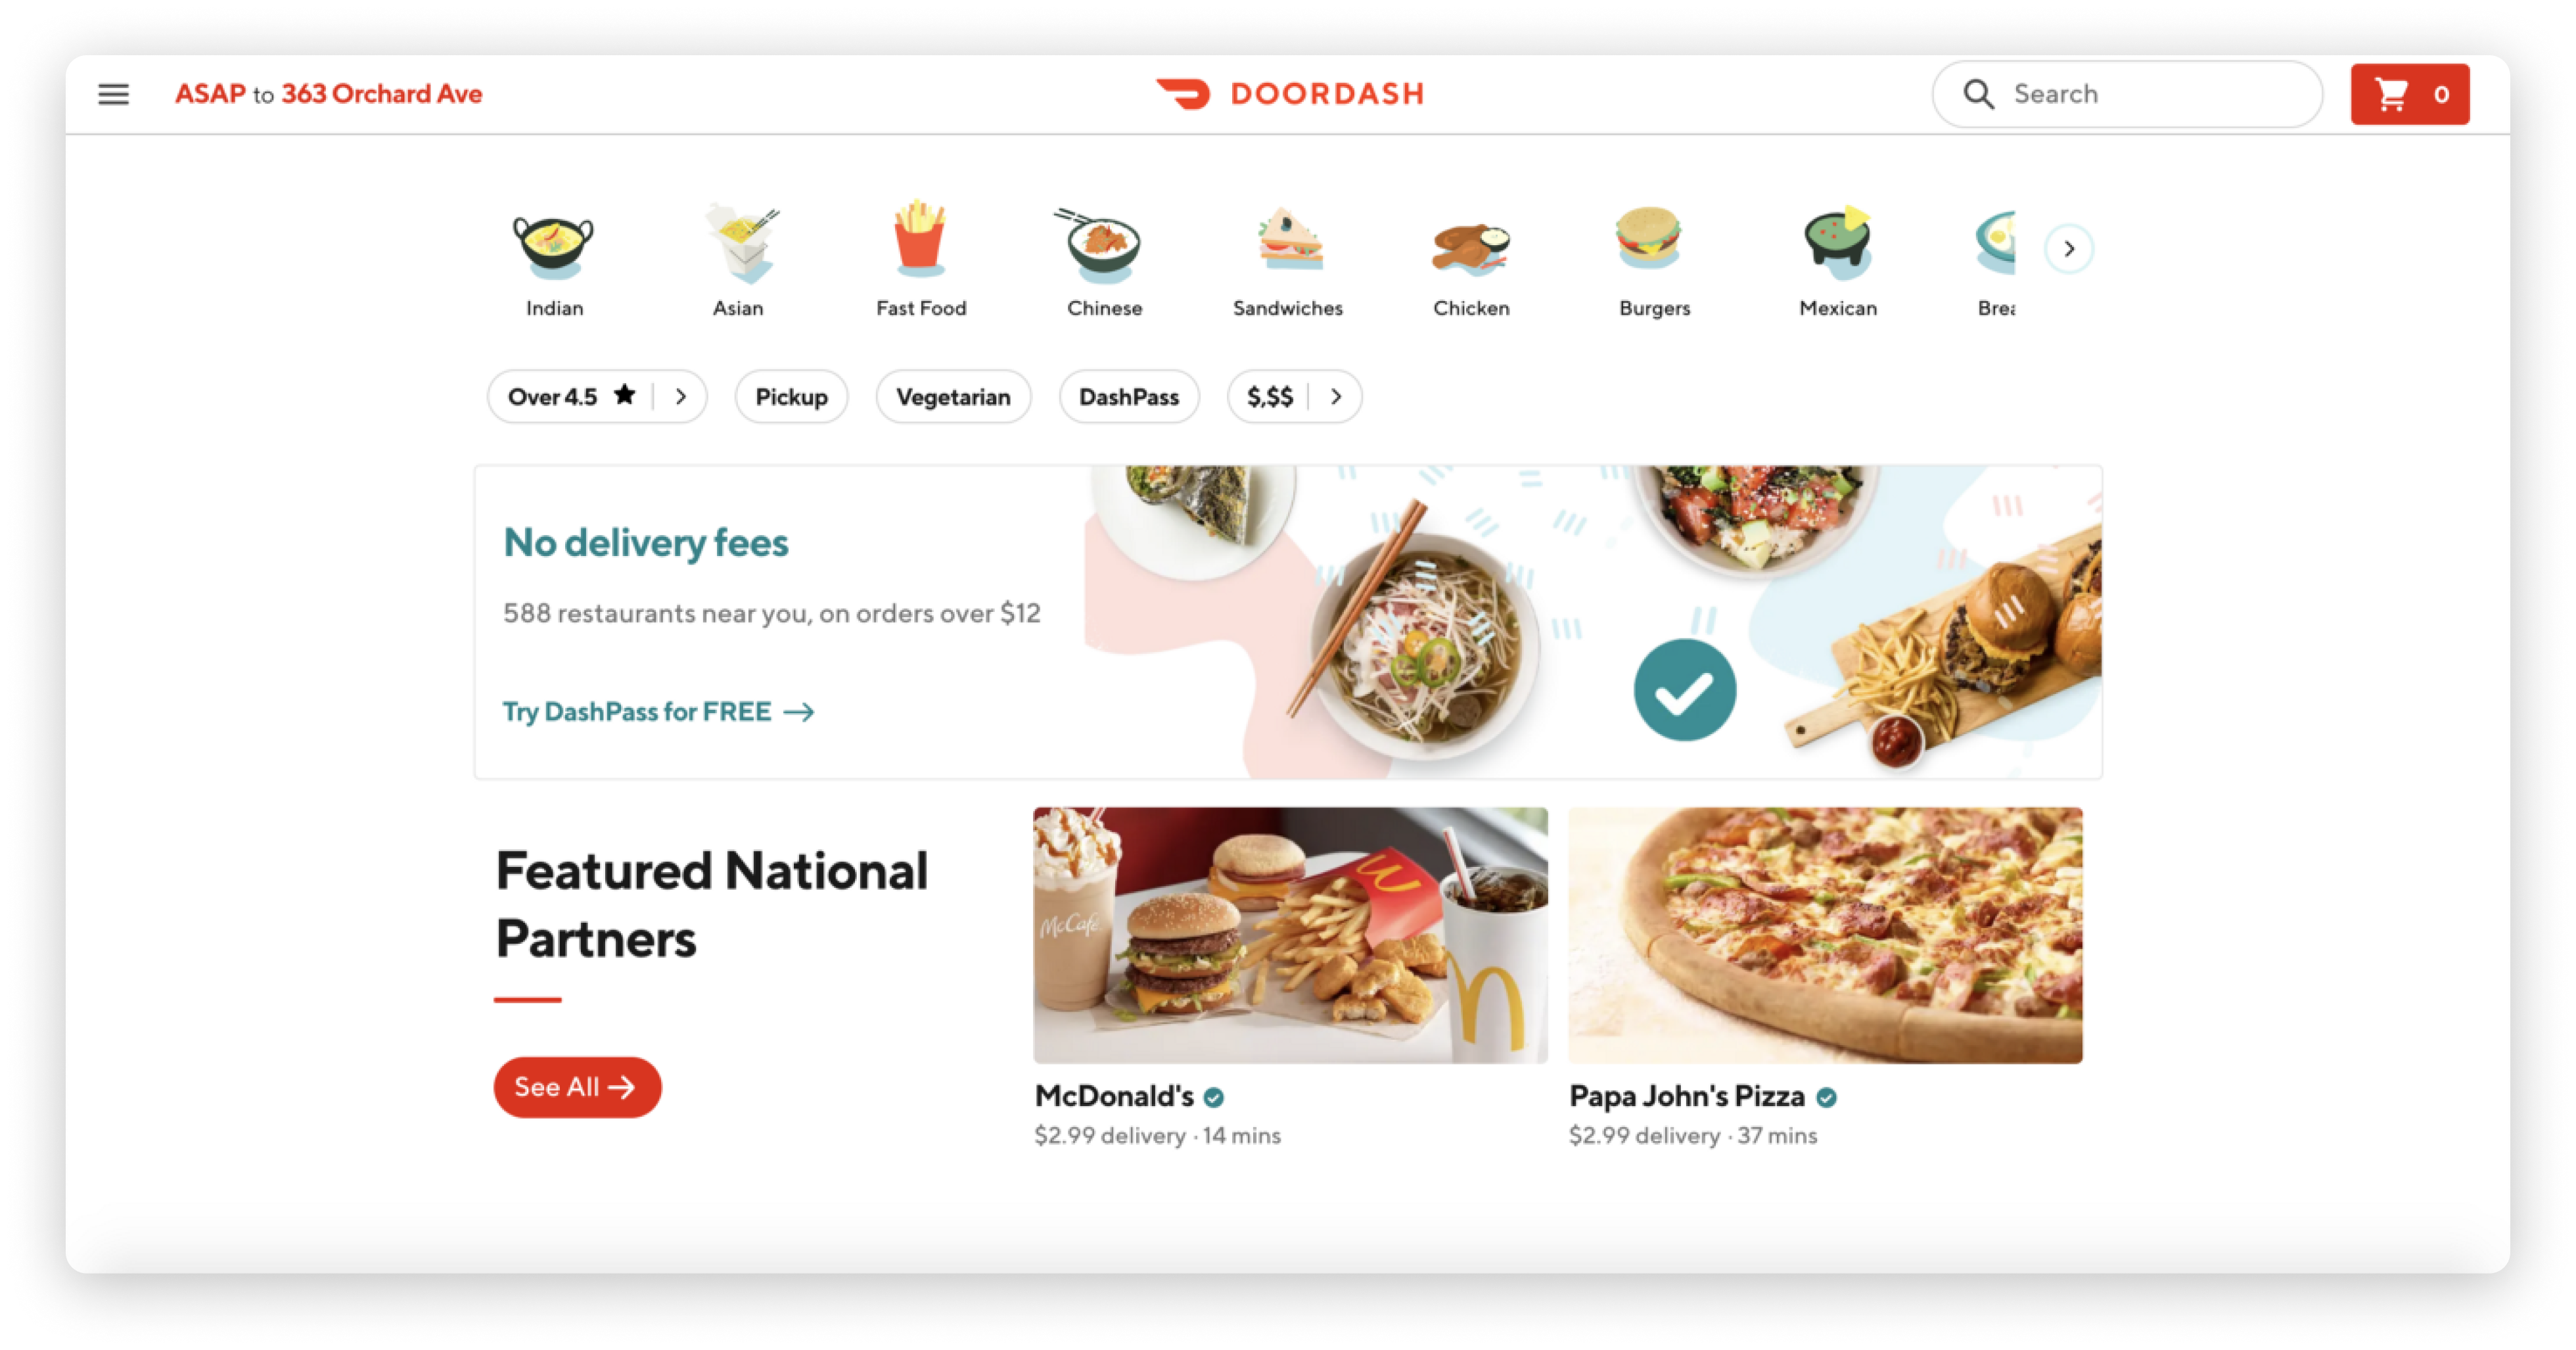 ASAP to 363 Orchard Ave
DOORDASH
Search
0
Indian
Asian
Fast Food
Chinese
Sandwiches
Chicken
Burgers
Mexican
Brea
Over 4.5 ★
Pickup
Vegetarian
DashPass
$,$$
No delivery fees
588 restaurants near you, on orders over $12
Try DashPass for FREE →
McCafé
Featured National
Partners
See All →
McDonald's
$2.99 delivery · 14 mins
Papa John's Pizza
$2.99 delivery · 37 mins